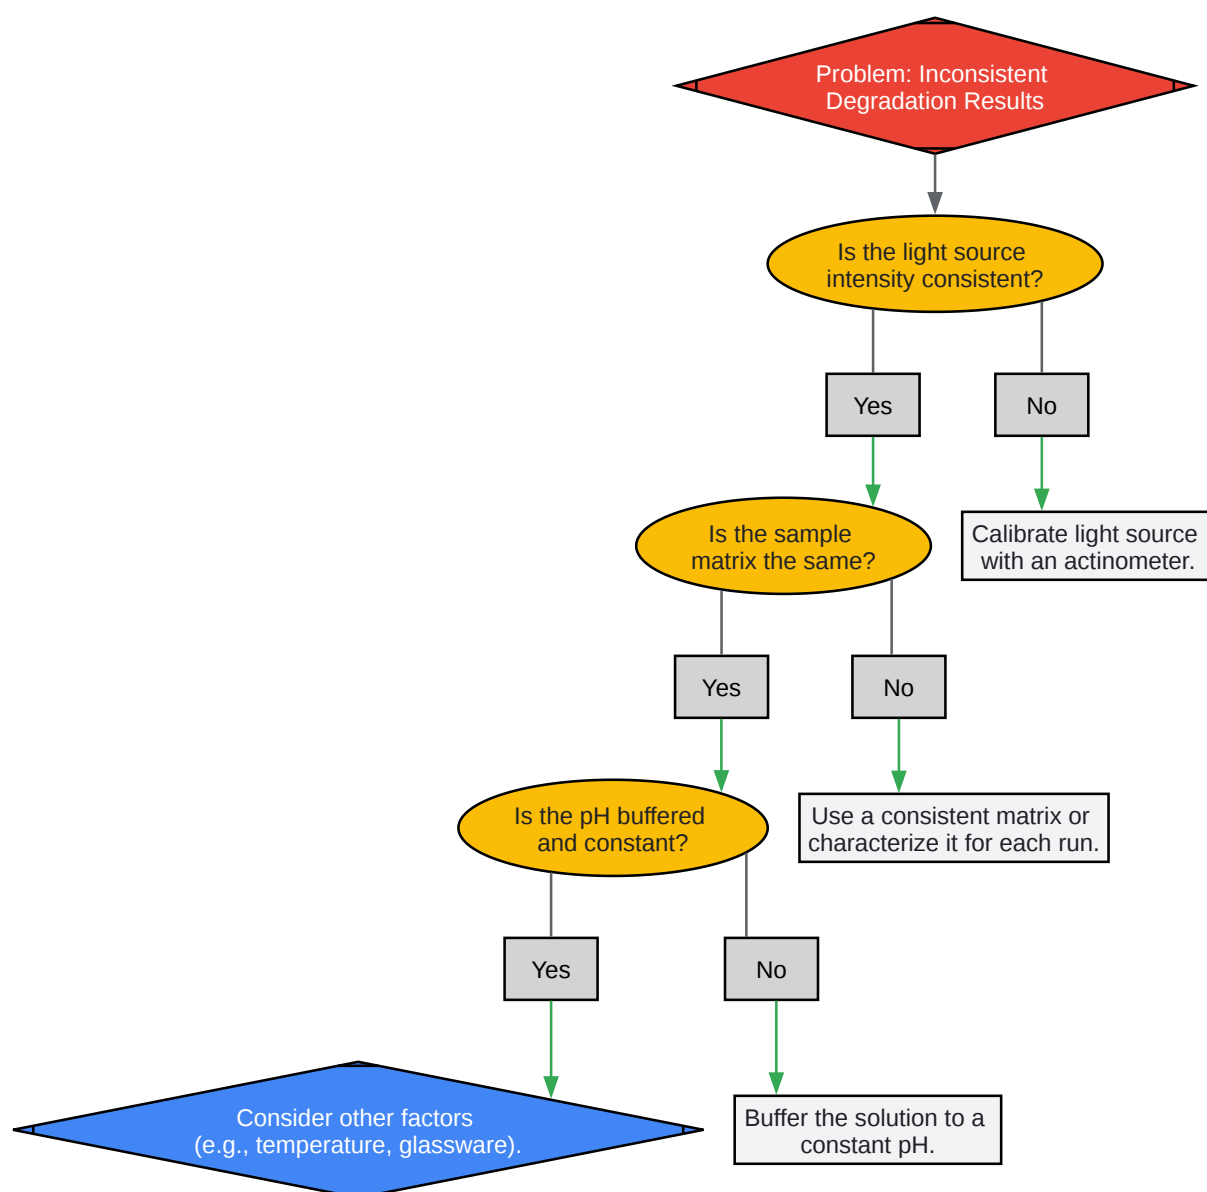 Problem: Inconsistent
Degradation Results
Is the light source
intensity consistent?
Yes
No
Is the sample
matrix the same?
Calibrate light source
with an actinometer.
Yes
No
Is the pH buffered
and constant?
Use a consistent matrix or
characterize it for each run.
Yes
No
Consider other factors
(e.g., temperature, glassware).
Buffer the solution to a
constant pH.